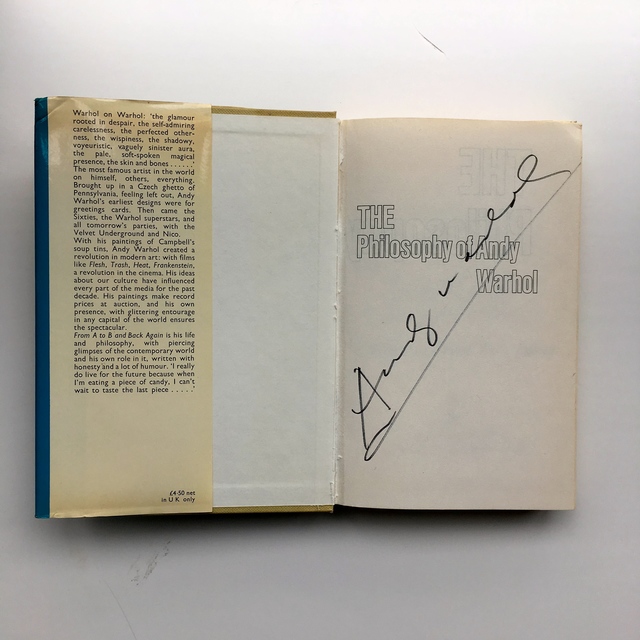 Warhol on Warhol: 'the glamour
rooted in despair, the self-admiring
carelessness, the perfected other-
ness, the wispiness, the shadowy,
voyeuristic, vaguely sinister aura,
the pale, soft-spoken magical
presence, the skin and bones . . . . . .'
The most famous artist in the world
on himself, others, everything.
Brought up in a Czech ghetto of
Pennsylvania, feeling left out, Andy
Warhol's earliest designs were for
greetings cards. Then came the
Sixties, the Warhol superstars, and
all tomorrow's parties, with the
Velvet Underground and Nico.
With his paintings of Campbell's
soup tins, Andy Warhol created a
revolution in modern art: with films
like Flesh, Trash, Heat, Frankenstein,
a revolution in the cinema. His ideas
about our culture have influenced
every part of the media for the past
decade. His paintings make record
prices at auction, and his own
presence, with glittering entourage
in any capital of the world ensures
the spectacular.
From A to B and Back Again is his life
and philosophy, with piercing
glimpses of the contemporary world
and his own role in it, written with
honesty and a lot of humour. 'I really
do live for the future because when
I'm eating a piece of candy, I can't
wait to taste the last piece . . . . .'
£4·50 net
in U K only
THE
Philosophy of Andy
Warhol
Andy Warhol